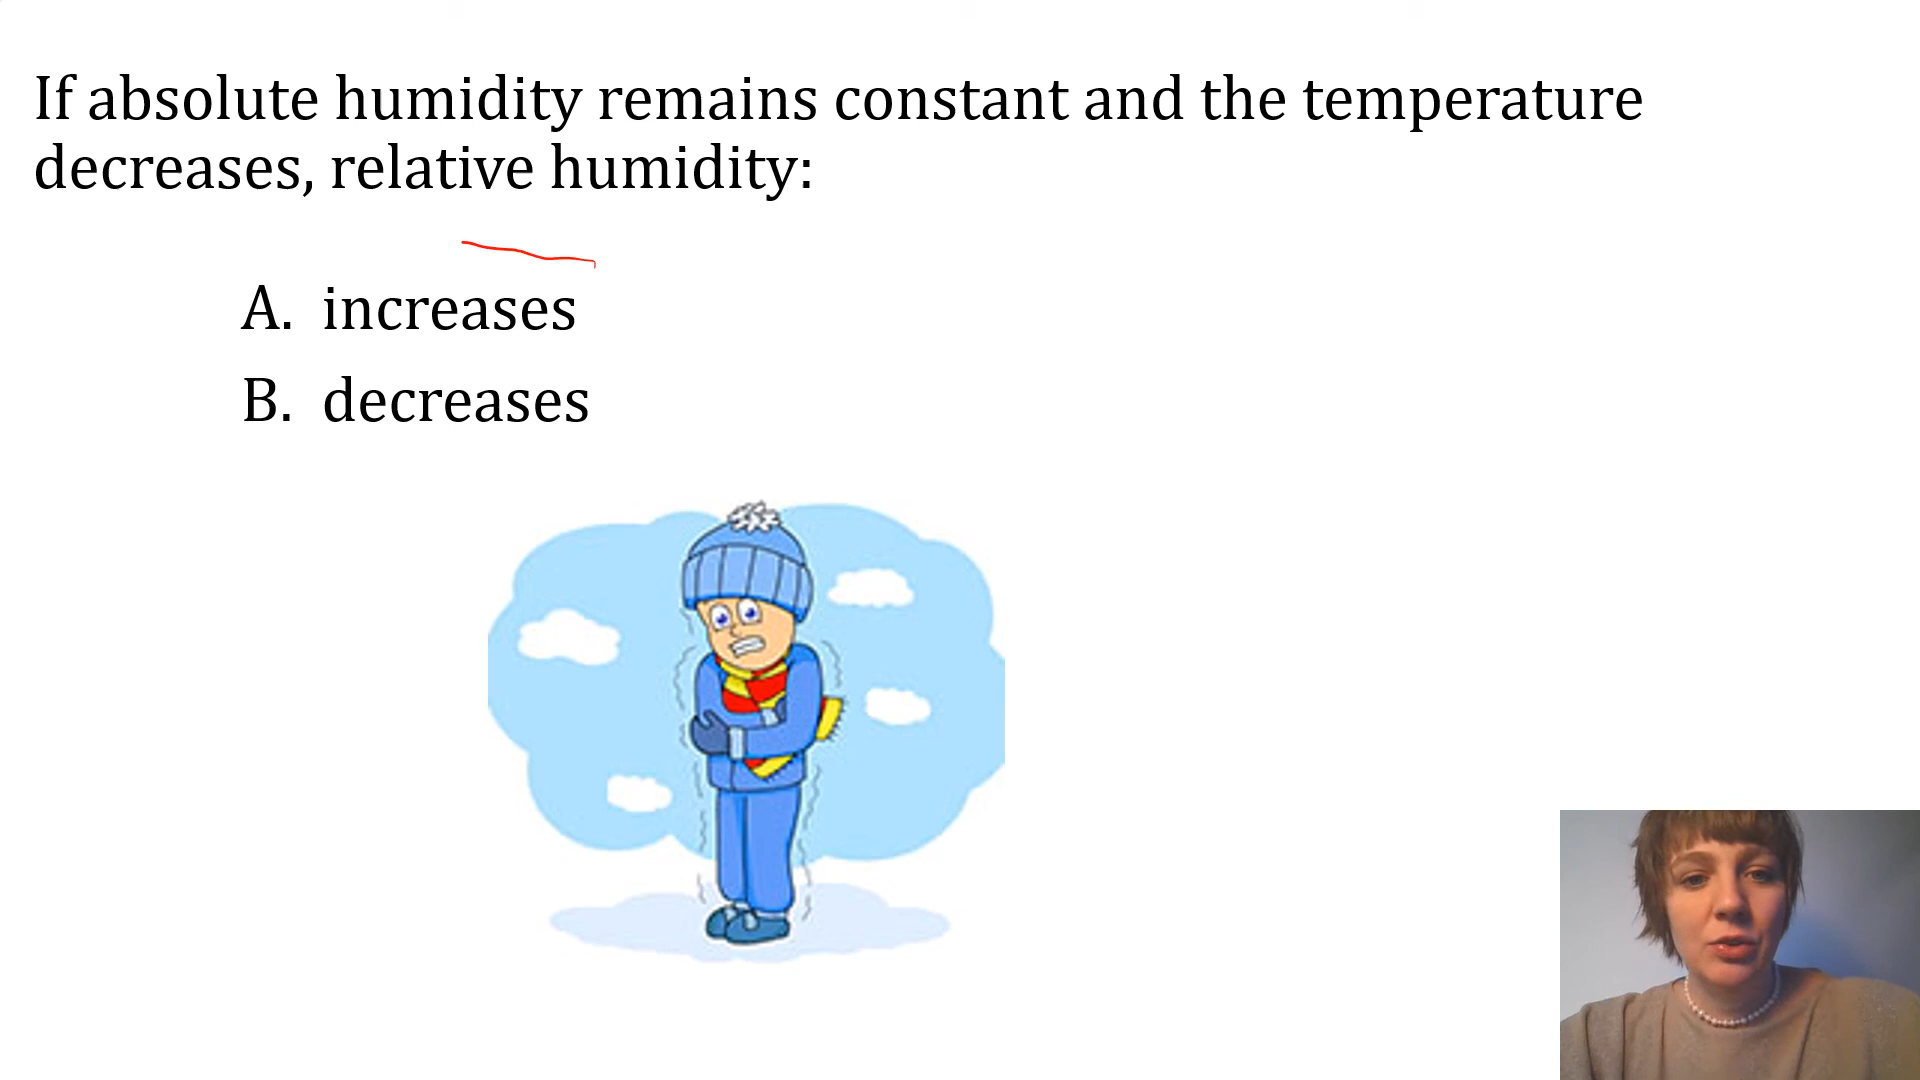 If absolute humidity remains constant and the temperature
decreases, relative humidity:
A. increases
B. decreases